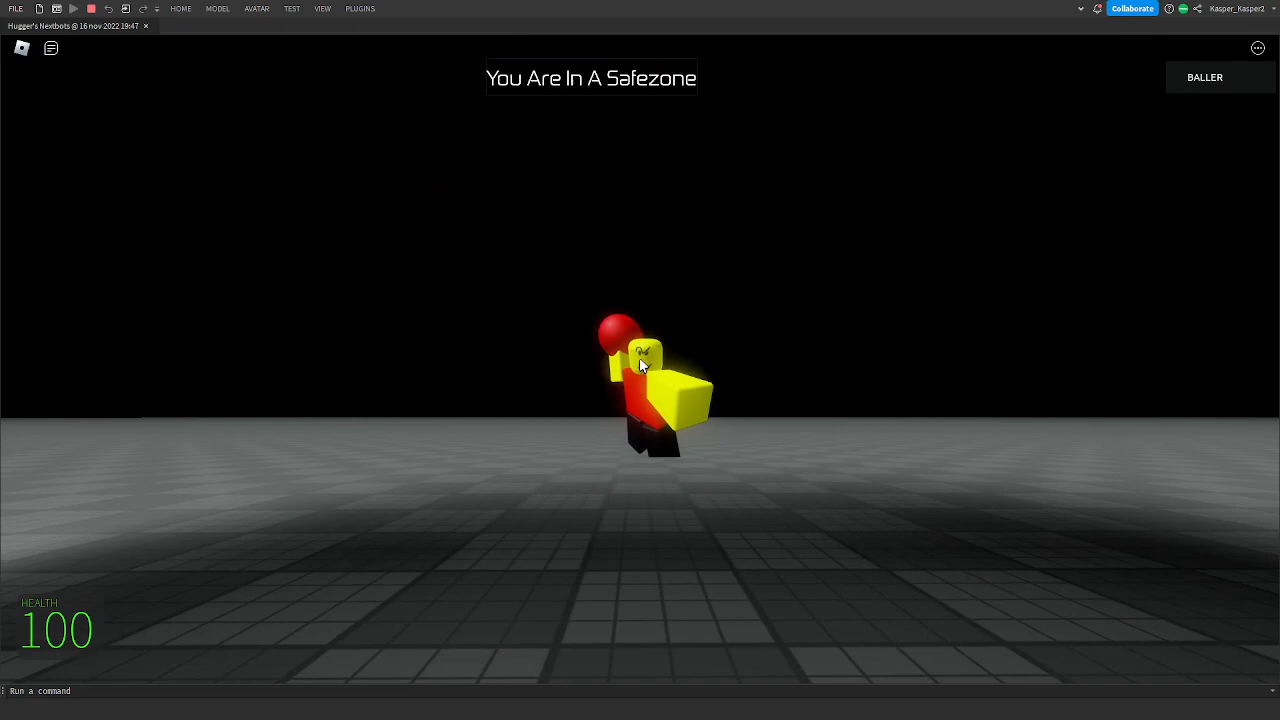 FILE HOME MODEL AVATAR TEST VIEW PLUGINS Collaborate Kasper_Kasper2
Hugger's Nextbots @ 16 nov 2022 19:47 ×
You Are In A Safezone
BALLER
HEALTH
100
Run a command